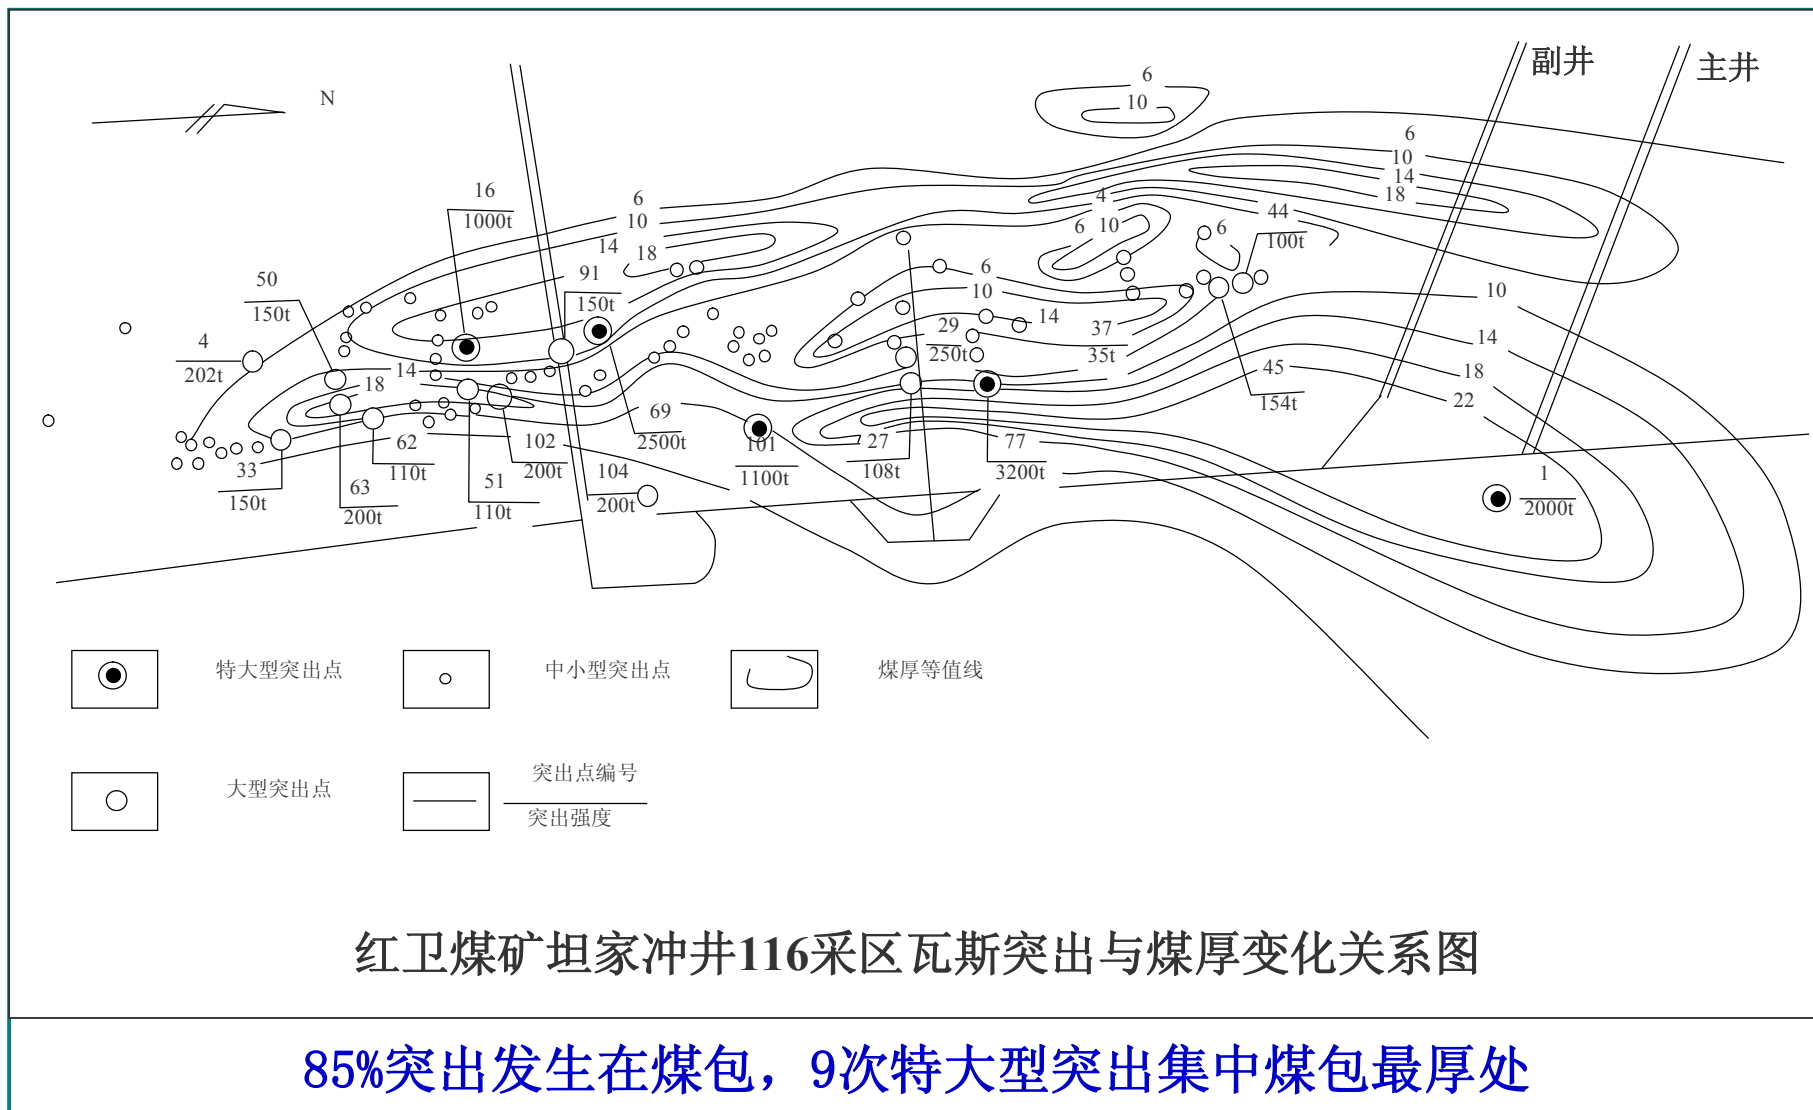 副井
主井
N
6
10
6
10
14
18
4
6
10
6
44
100t
16
1000t
6
10
14
18
91
150t
50
150t
4
202t
14
18
6
10
14
29
250t
37
35t
10
14
18
22
45
154t
69
2500t
101
1100t
27
108t
77
3200t
1
2000t
33
150t
63
200t
62
110t
51
110t
102
200t
104
200t
特大型突出点
中小型突出点
煤厚等值线
大型突出点
突出点编号
突出强度
红卫煤矿坦家冲井116采区瓦斯突出与煤厚变化关系图
85%突出发生在煤包，9次特大型突出集中煤包最厚处